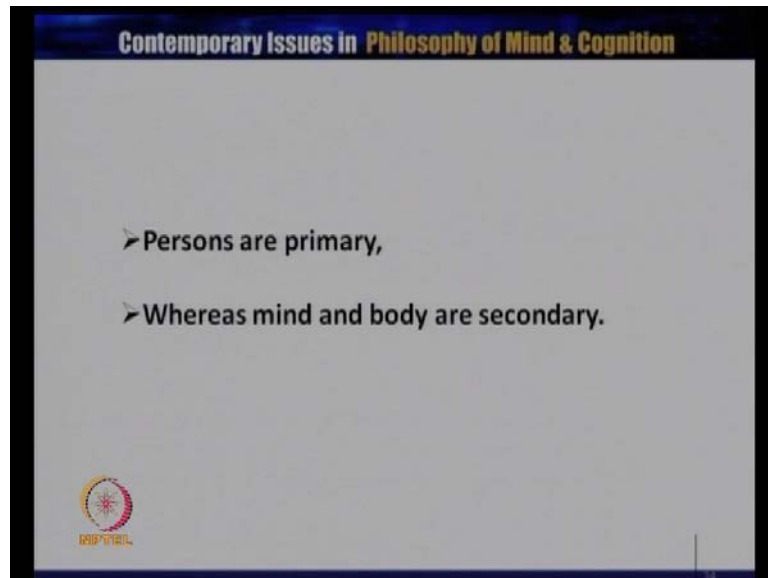 Contemporary Issues in Philosophy of Mind & Cognition
➢Persons are primary,
➢Whereas mind and body are secondary.
NPTEL